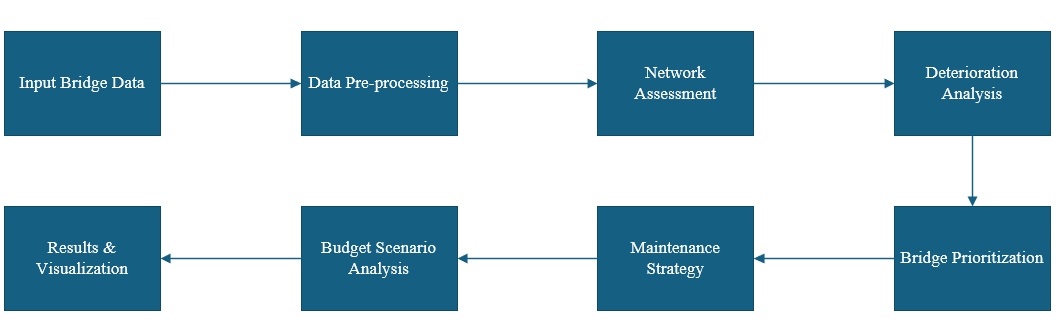 Input Bridge Data
Data Pre-processing
Network
Assessment
Deterioration
Analysis
Bridge Prioritization
Maintenance
Strategy
Budget Scenario
Analysis
Results &
Visualization